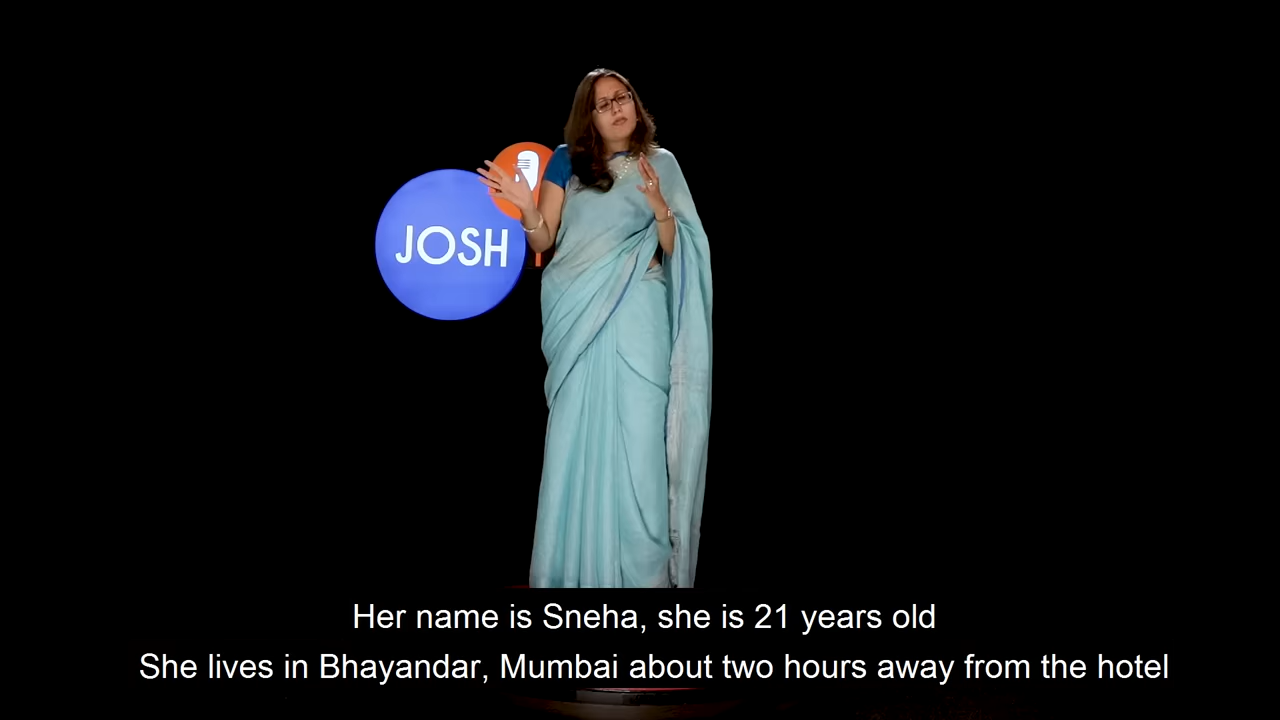 JOSH
Her name is Sneha, she is 21 years old
She lives in Bhayandar, Mumbai about two hours away from the hotel